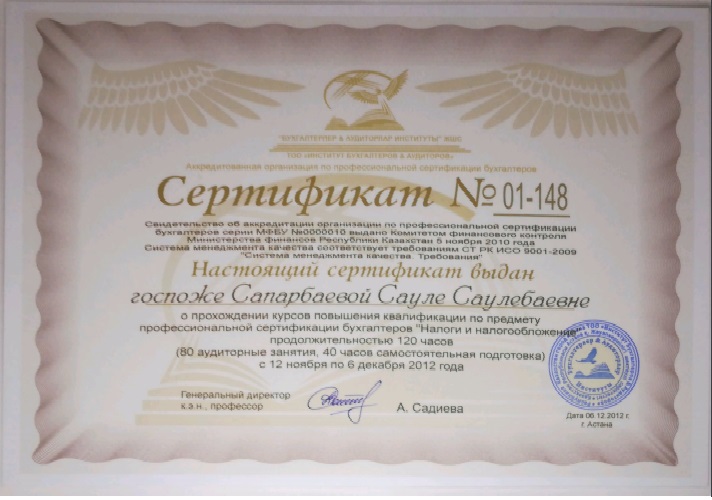 "БУХГАЛТЕРЛЕР & АУДИТОРЛАР ИНСТИТУТЫ" ЖШС
ТОО «ИНСТИТУТ БУХГАЛТЕРОВ & АУДИТОРОВ»
Аккредитованная организация по профессиональной сертификации бухгалтеров
Сертификат № 01-148
Свидетельство об аккредитации организации по профессиональной сертификации
бухгалтеров серии МФБУ №0000010 выдано Комитетом финансового контроля
Министерства финансов Республики Казахстан 5 ноября 2010 года
Система менеджмента качества соответствует требованиям СТ РК ИСО 9001-2009
"Система менеджмента качества. Требования"
Настоящий сертификат выдан
госпоже Сапарбаевой Сауле Саулебаевне
о прохождении курсов повышения квалификации по предмету
профессиональной сертификации бухгалтеров "Налоги и налогообложение"
продолжительностью 120 часов
(80 аудиторные занятия, 40 часов самостоятельная подготовка)
с 12 ноября по 6 декабря 2012 года
Генеральный директор
к.э.н., профессор
А. Садиева
Дата 06.12.2012 г.
г. Астана